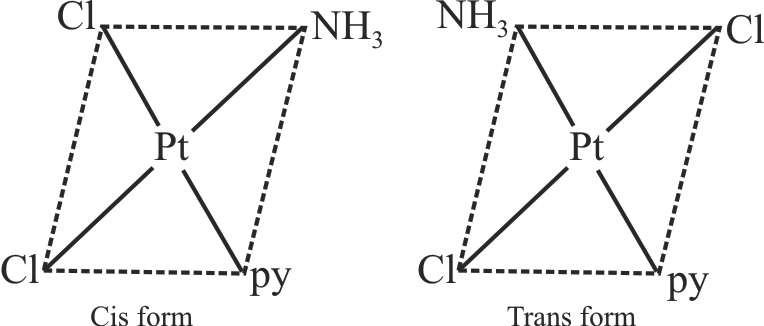 Cl NH₃ NH₃ Cl
Pt Pt
Cl py Cl py
Cis form Trans form